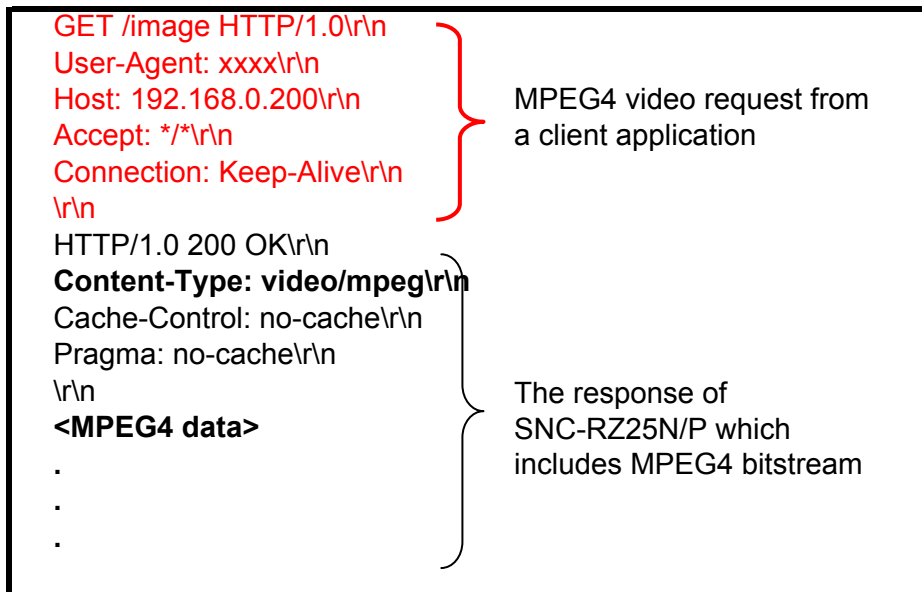 GET /image HTTP/1.0\r\n
User-Agent: xxxx\r\n
Host: 192.168.0.200\r\n
Accept: */*\r\n
Connection: Keep-Alive\r\n
\r\n
MPEG4 video request from
a client application
HTTP/1.0 200 OK\r\n
Content-Type: video/mpeg\r\n
Cache-Control: no-cache\r\n
Pragma: no-cache\r\n
\r\n
<MPEG4 data>
.
.
.
The response of
SNC-RZ25N/P which
includes MPEG4 bitstream